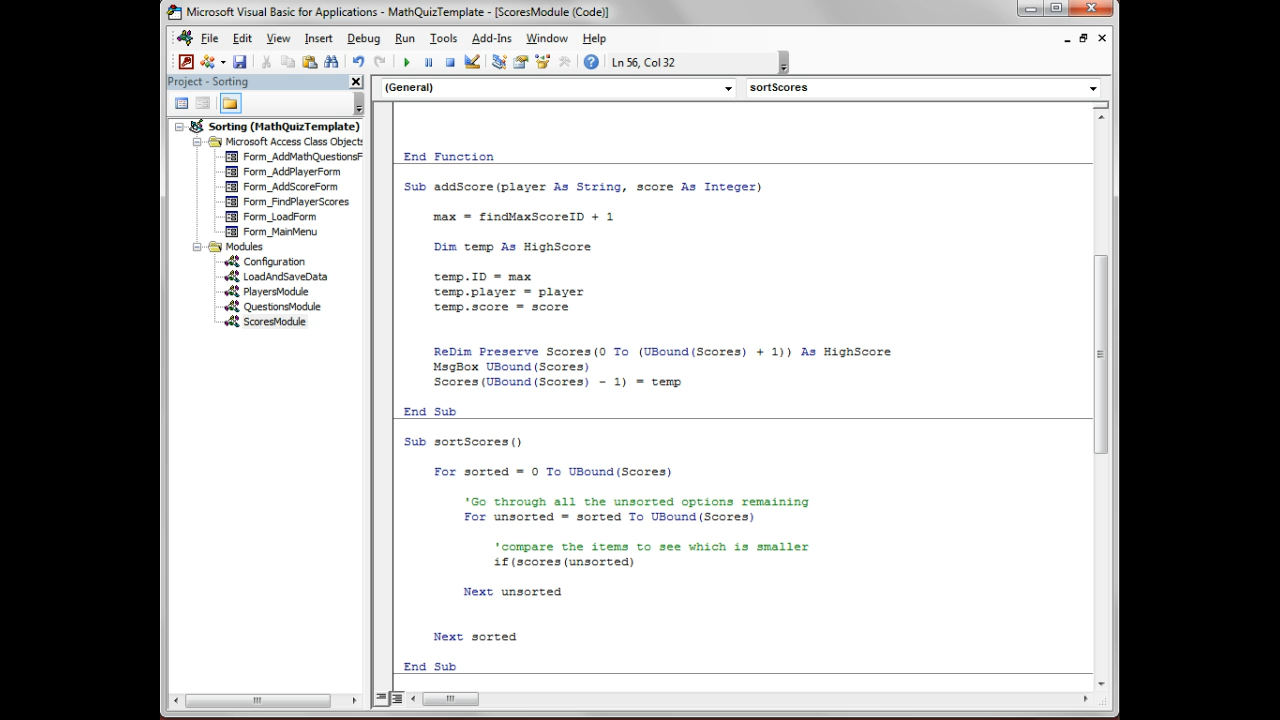 Microsoft Visual Basic for Applications - MathQuizTemplate - [ScoresModule (Code)]
File Edit View Insert Debug Run Tools Add-Ins Window Help
Ln 56, Col 32
Project - Sorting
(General) sortScores
Sorting (MathQuizTemplate)
Microsoft Access Class Objects
Form_AddMathQuestionsF
Form_AddPlayerForm
Form_AddScoreForm
Form_FindPlayerScores
Form_LoadForm
Form_MainMenu
Modules
Configuration
LoadAndSaveData
PlayersModule
QuestionsModule
ScoresModule
End Function
Sub addScore(player As String, score As Integer)
max = findMaxScoreID + 1
Dim temp As HighScore
temp.ID = max
temp.player = player
temp.score = score
ReDim Preserve Scores(0 To (UBound(Scores) + 1)) As HighScore
MsgBox UBound(Scores)
Scores(UBound(Scores) - 1) = temp
End Sub
Sub sortScores()
For sorted = 0 To UBound(Scores)
'Go through all the unsorted options remaining
For unsorted = sorted To UBound(Scores)
'compare the items to see which is smaller
if(scores(unsorted)
Next unsorted
Next sorted
End Sub